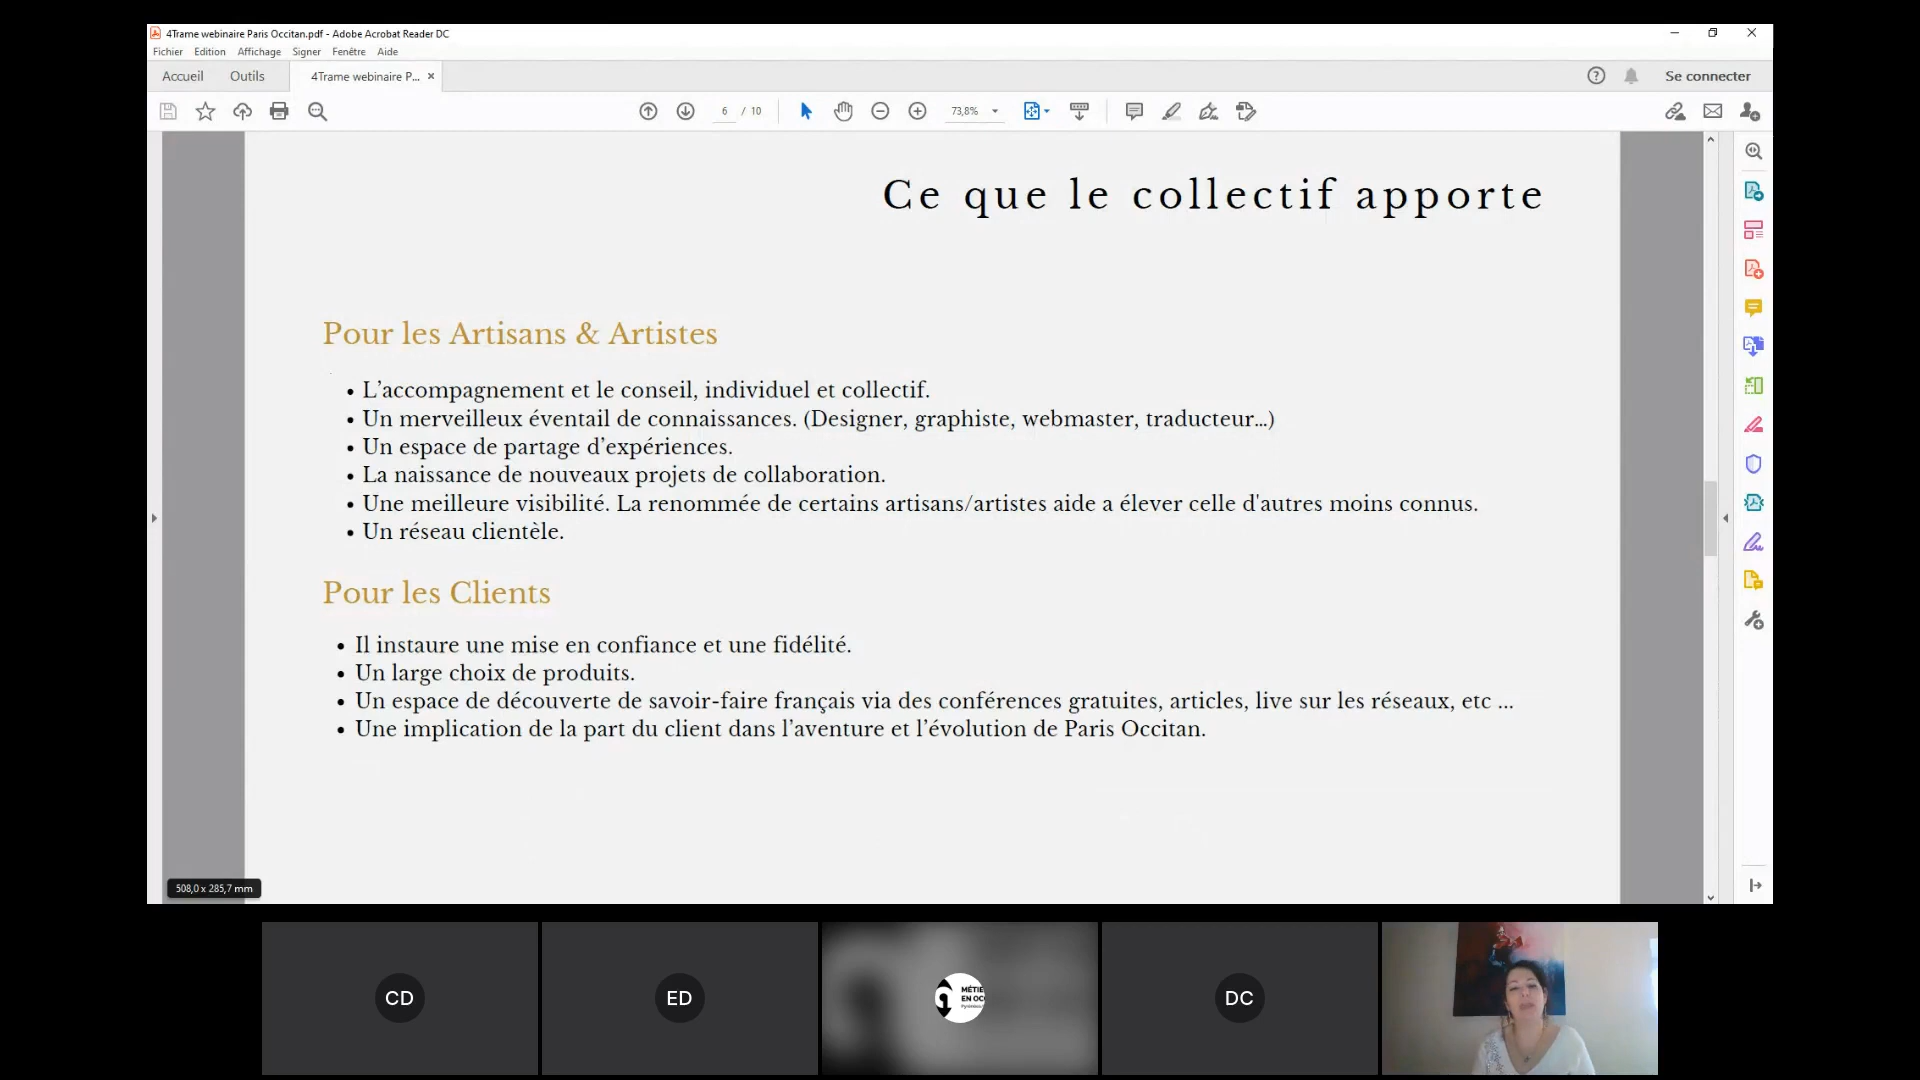 4Trame webinaire Paris Occitan.pdf - Adobe Acrobat Reader DC
Fichier Edition Affichage Signer Fenêtre Aide
Accueil Outils 4Trame webinaire P... × Se connecter
6 / 10 73,8%
Ce que le collectif apporte
Pour les Artisans & Artistes
• L’accompagnement et le conseil, individuel et collectif.
• Un merveilleux éventail de connaissances. (Designer, graphiste, webmaster, traducteur...)
• Un espace de partage d’expériences.
• La naissance de nouveaux projets de collaboration.
• Une meilleure visibilité. La renommée de certains artisans/artistes aide a élever celle d'autres moins connus.
• Un réseau clientèle.
Pour les Clients
• Il instaure une mise en confiance et une fidélité.
• Un large choix de produits.
• Un espace de découverte de savoir-faire français via des conférences gratuites, articles, live sur les réseaux, etc ...
• Une implication de la part du client dans l’aventure et l’évolution de Paris Occitan.
508,0 x 285,7 mm
CD ED DC
MÉTIE
EN OC